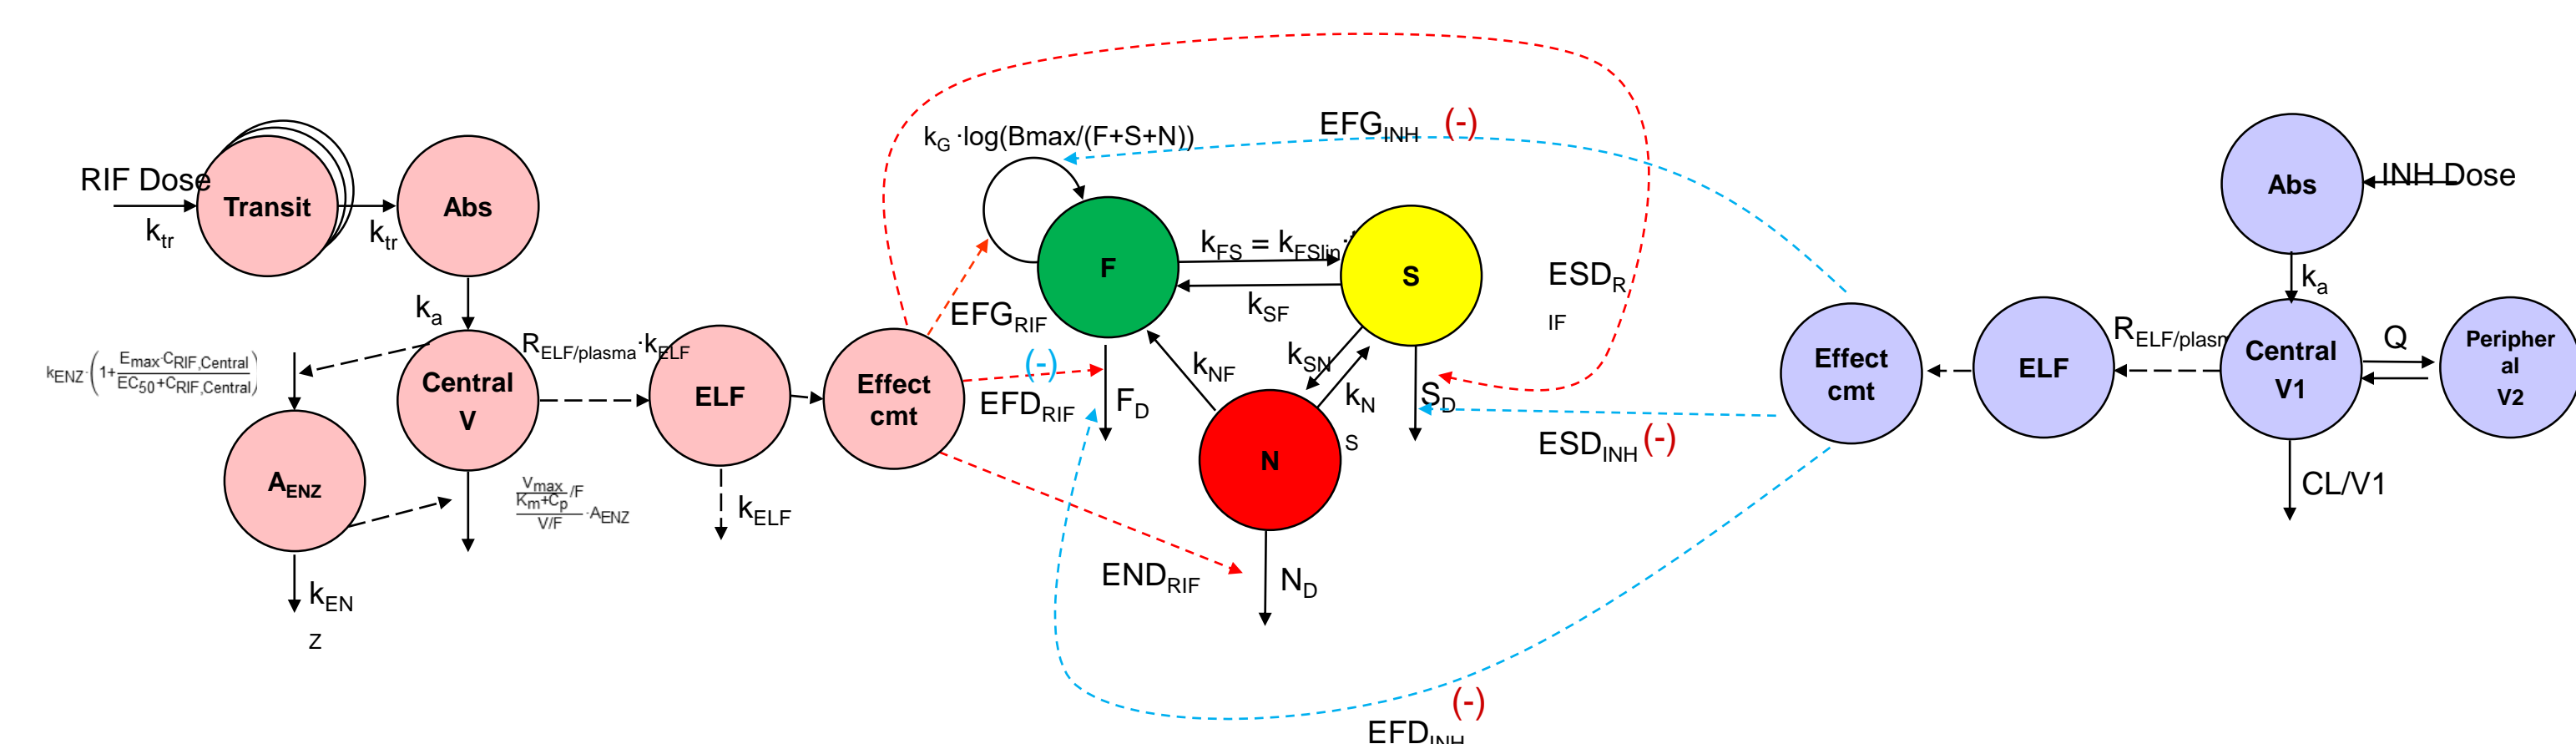 RIF Dose
k_tr
Transit
k_tr
Abs
k_a
k_ENZ·(1+E_max·C_RIF,Central/EC_50+C_RIF,Central)
Central
V
A_ENZ
k_EN
Z
V_max/K_m+C_p/F/V/F·A_ENZ
R_ELF/plasma·k_ELF
ELF
k_ELF
Effect
cmt
k_G·log(Bmax/(F+S+N))
EFG_RIF
(-)
EFD_RIF
END_RIF
F
F_D
k_FS = k_FSlin
k_SF
S
k_NF
k_SN
k_N
S
S_D
N
N_D
EFG_INH (-)
ESD_R
IF
ESD_INH (-)
(-)
EFD_INH
Effect
cmt
ELF
R_ELF/plasm
Abs
INH Dose
k_a
Central
V1
Q
Peripher
al
V2
CL/V1